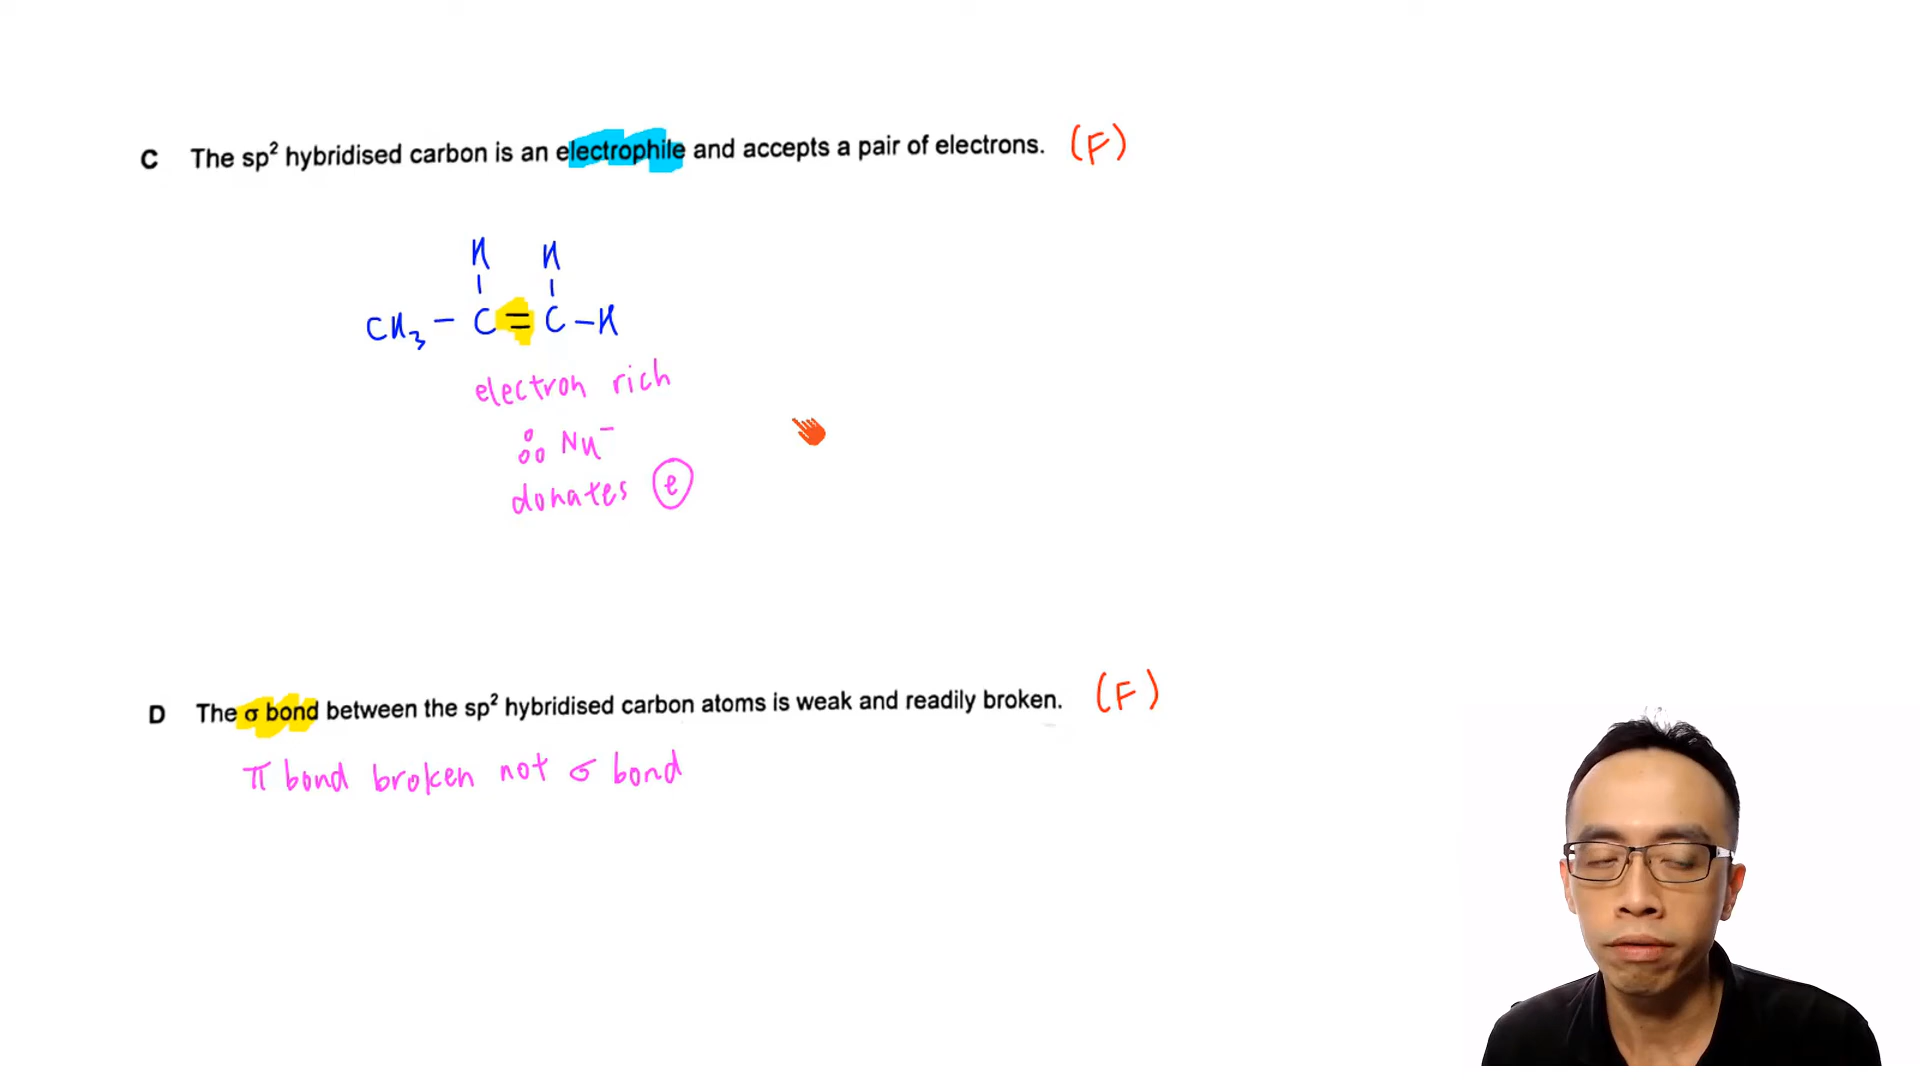 C The sp² hybridised carbon is an electrophile and accepts a pair of electrons. (F)
H H
CH₃ - C = C - H
electron rich
∴ Nu⁻
donates e
D The σ bond between the sp² hybridised carbon atoms is weak and readily broken. (F)
π bond broken not σ bond